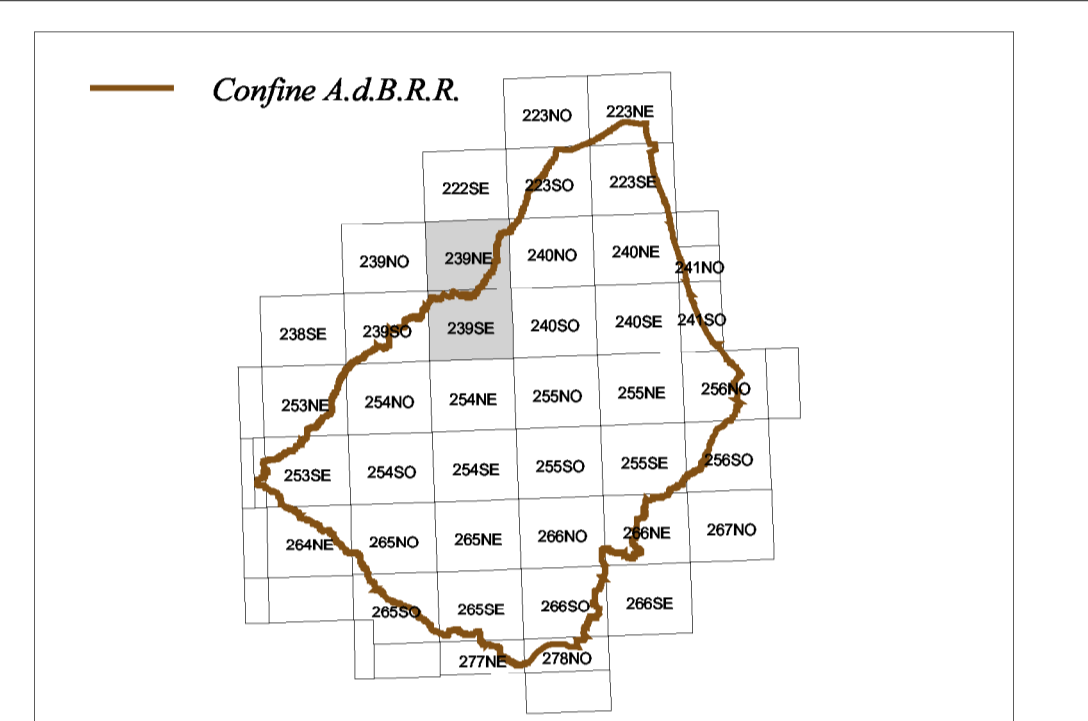 Confine A.d.B.R.R.
223NO 223NE
222SE 223SO 223SE
239NO 239NE 240NO 240NE 241NO
238SE 239SO 239SE 240SO 240SE 241SO
253NE 254NO 254NE 255NO 255NE 256NO
253SE 254SO 254SE 255SO 255SE 256SO
264NE 265NO 265NE 266NO 266NE 267NO
265SO 265SE 266SO 266SE
277NE 278NO